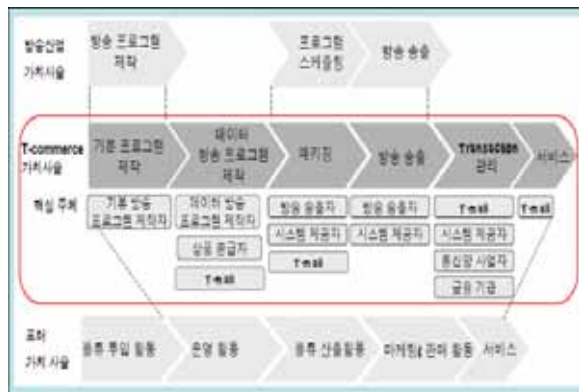 방송산업
가치사슬
방송 프로그램
제작
프로그램
스케쥴링
방송 송출
T-commerce
가치사슬
기본 프로그램
제작
데이터
방송 프로그램
제작
패키징
방송 송출
Transaction
관리
서비스
핵심 주체
기본 방송
프로그램 제작자
데이터 방송
프로그램 제작자
상품 공급자
T-mall
방송 송출자
시스템 제공자
T-mall
방송 송출자
시스템 제공자
T-mall
시스템 제공자
통신망 사업자
금융 기관
T-mall
포터
가치 사슬
물류 투입 활동
운영 활동
물류 산출활동
마케팅& 판매 활동
서비스